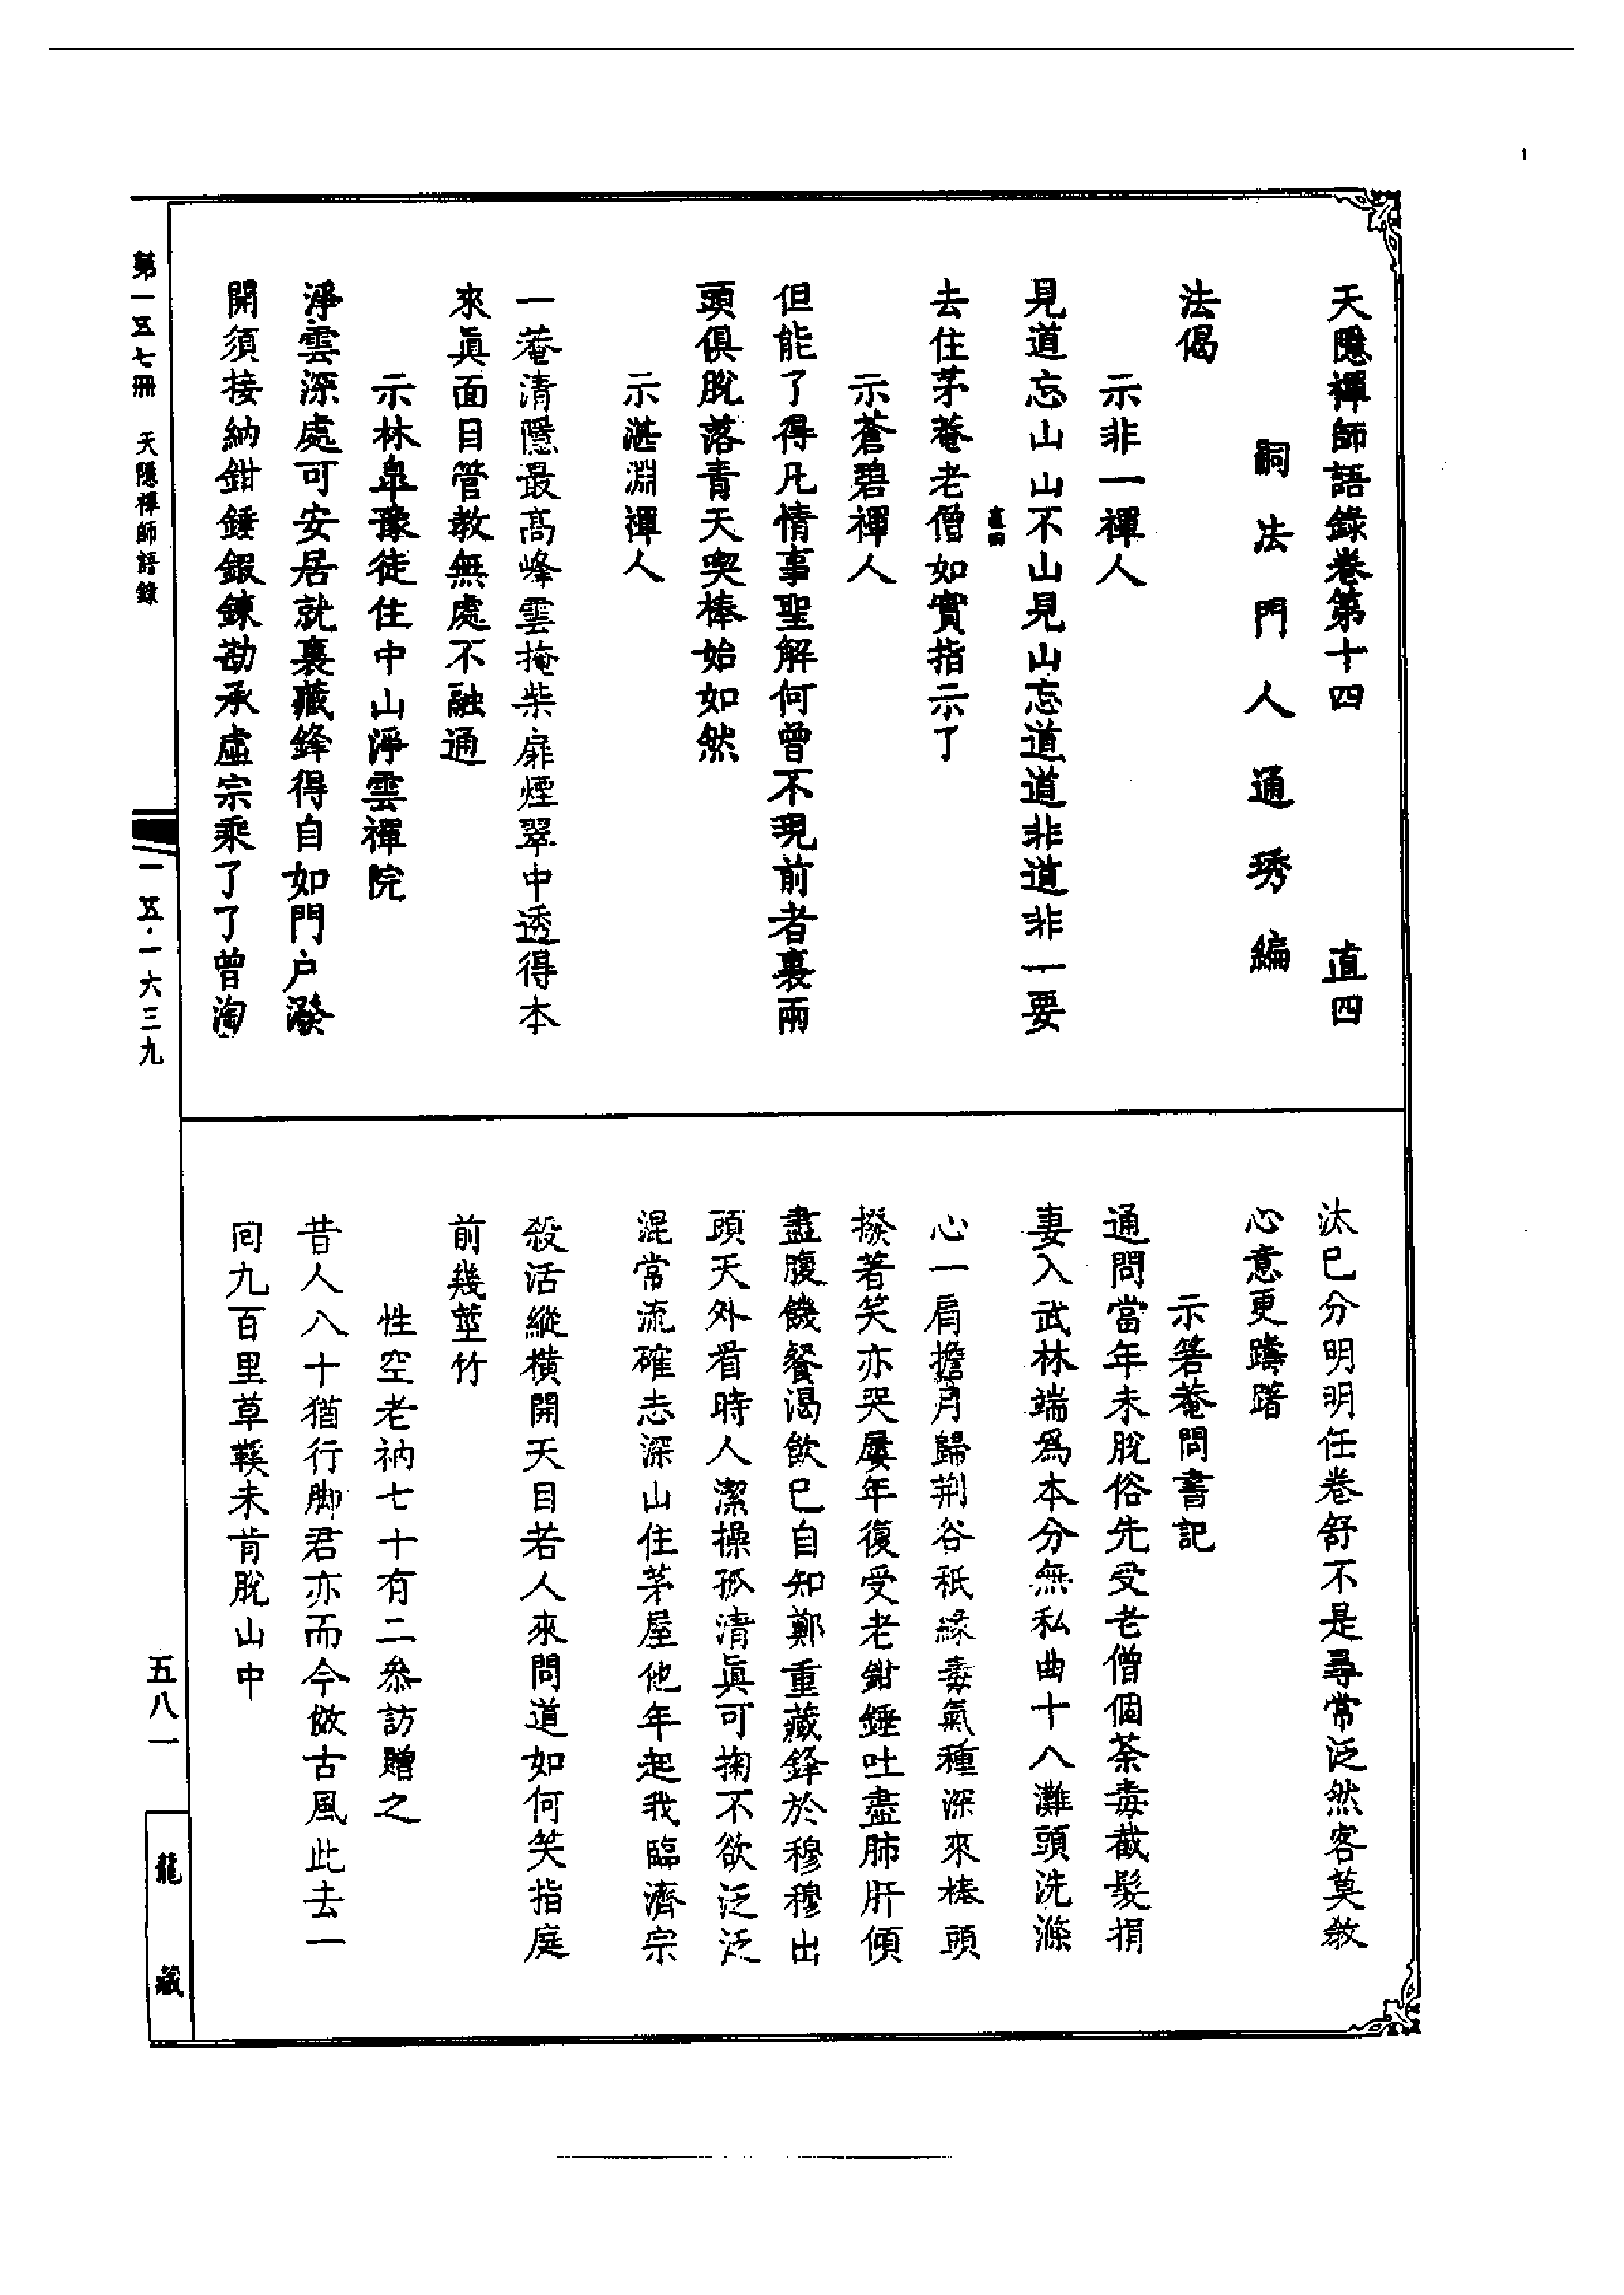 天隱禪師語錄卷第十四　直四
嗣法門人通琇編
法偈
示非一禪人
見道忘山山不山見山忘道道非道非一要
直四
去住茅菴老僧如實指示了
示蒼碧禪人
但能了得凡情事聖解何曾不現前者裏兩
頭俱脫落青天喫棒始如然
示湛淵禪人
一菴清隱最高峰雲掩柴扉煙翠中透得本
來眞面目管教無處不融通
示林臯豫徒住中山淨雲禪院
淨雲深處可安居就裏藏鋒得自如門戶潑
開須接納鉗錘鍜鍊勘承虛宗乘了了曾淘
汰巳分明明任卷舒不是尋常泛然客莫教
心意更躊躇
示箬菴問書記
通問當年未脫俗先受老僧個荼毒截髮捐
妻入武林端爲本分無私曲十八灘頭洗滌
心一肩擔月歸荆谷秖緣毒氣種深來棬頭
撥著笑亦哭屢年復受老鉗錘吐盡肺肝傾
盡腹饑餐渴飲巳自知鄭重藏鋒於穆穆出
頭天外看時人潔操孤清眞可掬不欲泛泛
混常流確志深山住茅屋他年起我臨濟宗
殺活縱橫開天目若人來問道如何笑指庭
前幾莖竹
性空老衲七十有二叅訪贈之
昔人八十猶行脚君亦而今倣古風此去一
囘九百里草鞵未肯脫山中
第一五七冊　天隱禪師語錄
一五·一六三九
五八一
龍藏
1